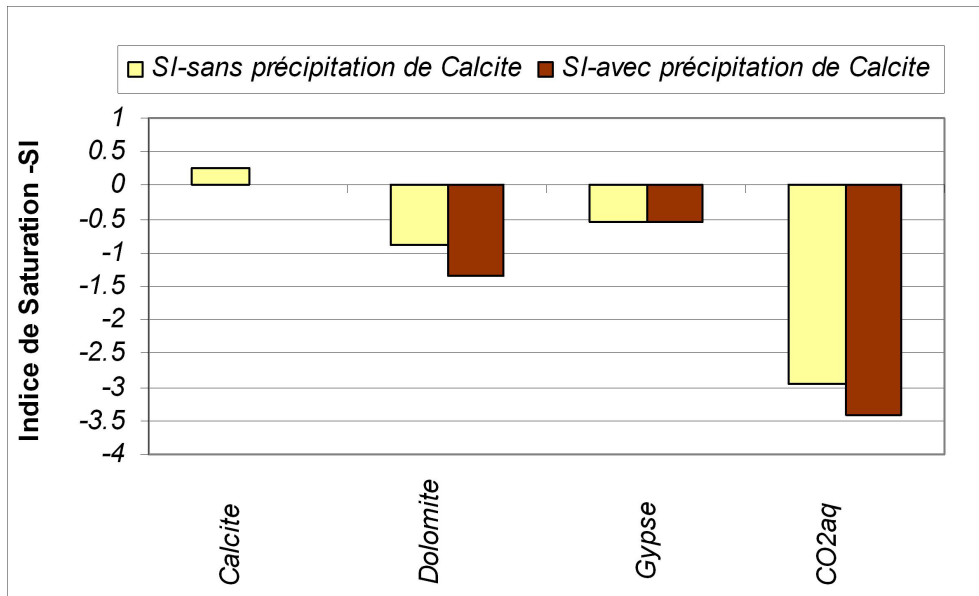 SI-sans précipitation de Calcite SI-avec précipitation de Calcite
Indice de Saturation -SI
1
0.5
0
-0.5
-1
-1.5
-2
-2.5
-3
-3.5
-4
Calcite
Dolomite
Gypse
CO2aq